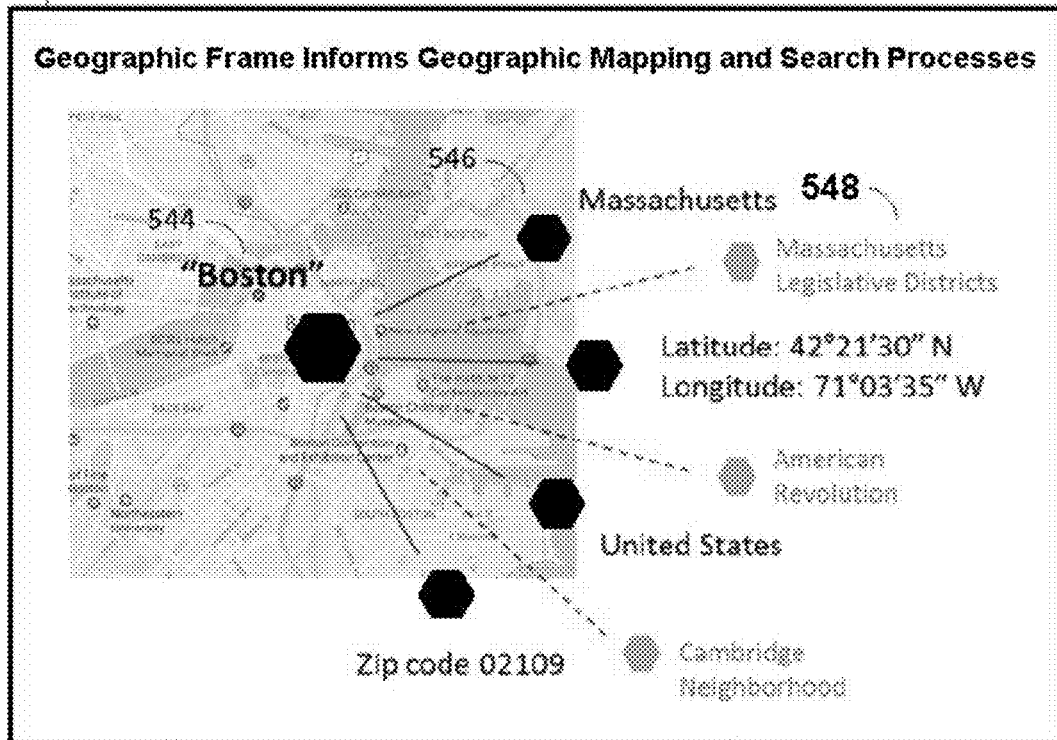 Geographic Frame Informs Geographic Mapping and Search Processes
546
Massachusetts 548
544
"Boston"
Massachusetts
Legislative Districts
Latitude: 42°21'30" N
Longitude: 71°03'35" W
American
Revolution
United States
Zip code 02109
Cambridge
Neighborhood